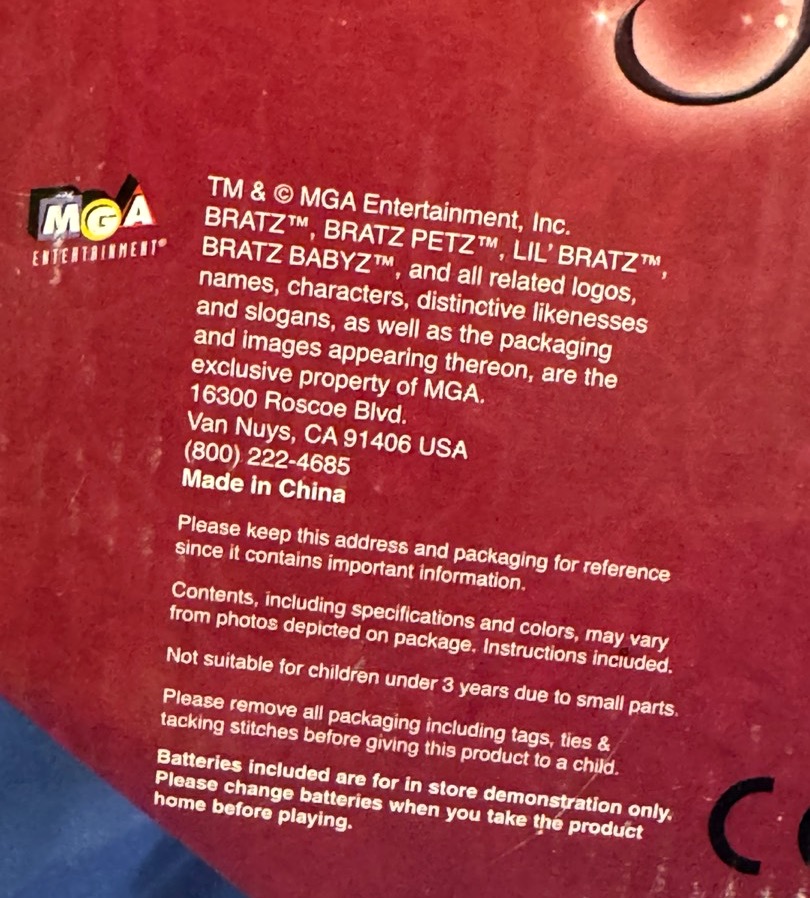 MGA
ENTERTAINMENT®
TM & © MGA Entertainment, Inc.
BRATZ™, BRATZ PETZ™, LIL' BRATZ™,
BRATZ BABYZ™, and all related logos,
names, characters, distinctive likenesses
and slogans, as well as the packaging
and images appearing thereon, are the
exclusive property of MGA.
16300 Roscoe Blvd.
Van Nuys, CA 91406 USA
(800) 222-4685
Made in China
Please keep this address and packaging for reference
since it contains important information.
Contents, including specifications and colors, may vary
from photos depicted on package. Instructions included.
Not suitable for children under 3 years due to small parts.
Please remove all packaging including tags, ties &
tacking stitches before giving this product to a child.
Batteries included are for in store demonstration only.
Please change batteries when you take the product
home before playing.